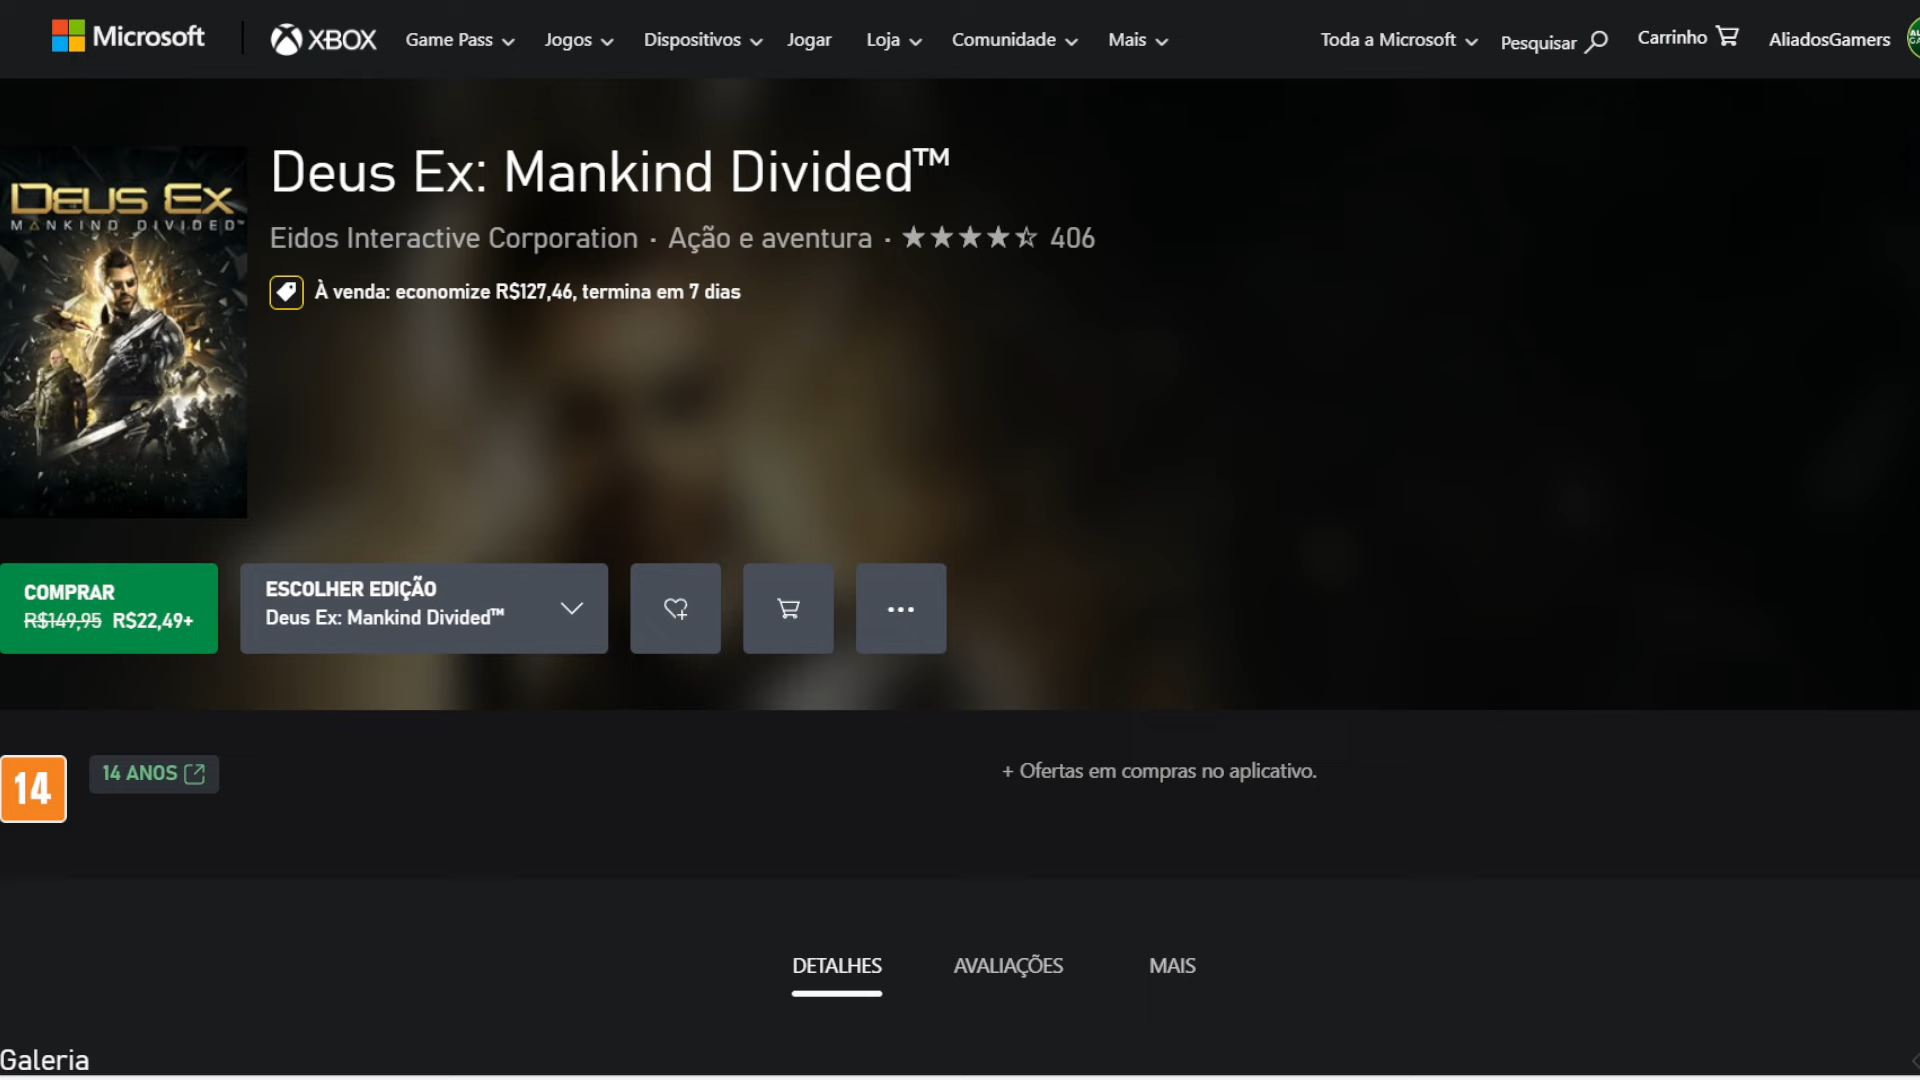 Microsoft
XBOX
Game Pass
Jogos
Dispositivos
Jogar
Loja
Comunidade
Mais
Toda a Microsoft
Pesquisar
Carrinho
AliadosGamers
DEUS EX
MANKIND DIVIDED™
Deus Ex: Mankind Divided™
Eidos Interactive Corporation · Ação e aventura · ★★★★☆ 406
À venda: economize R$127,46, termina em 7 dias
COMPRAR
R$149,95 R$22,49+
ESCOLHER EDIÇÃO
Deus Ex: Mankind Divided™
14
14 ANOS
+ Ofertas em compras no aplicativo.
DETALHES
AVALIAÇÕES
MAIS
Galeria